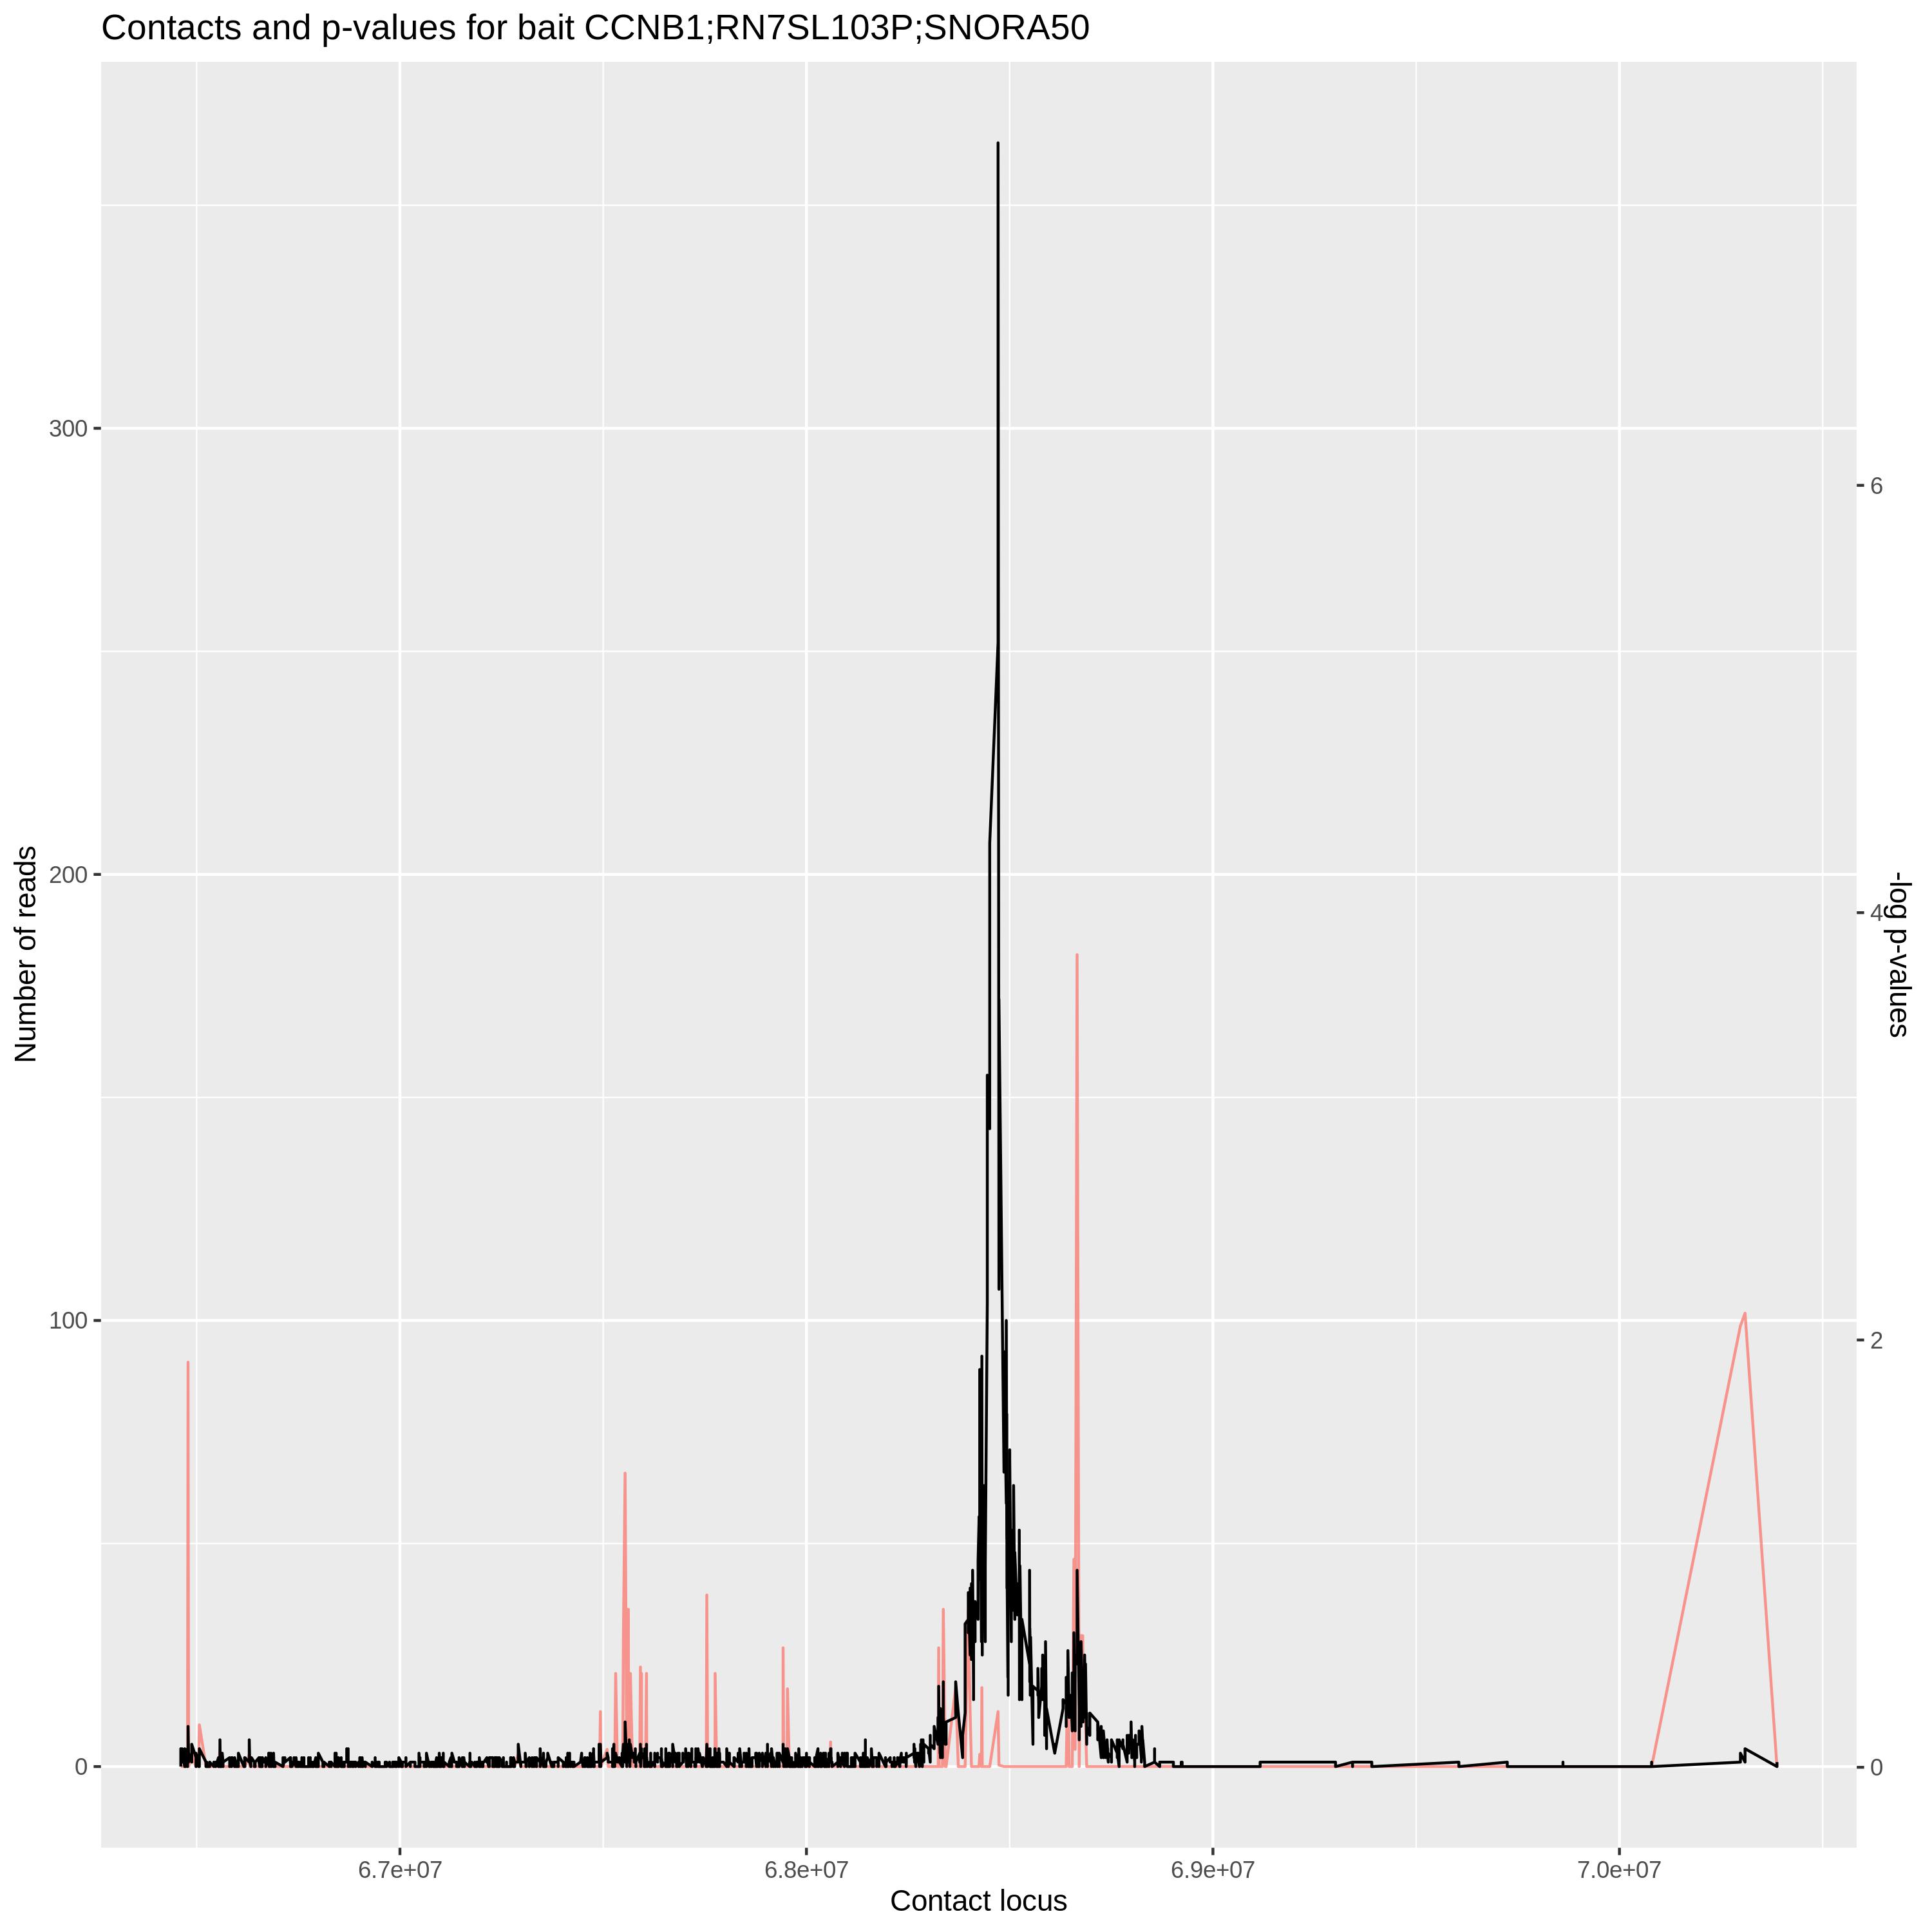 Contacts and p-values for bait CCNB1;RN7SL103P;SNORA50
300
200
100
0
Number of reads
6
4
2
0
-log p-values
6.7e+07
6.8e+07
6.9e+07
7.0e+07
Contact locus